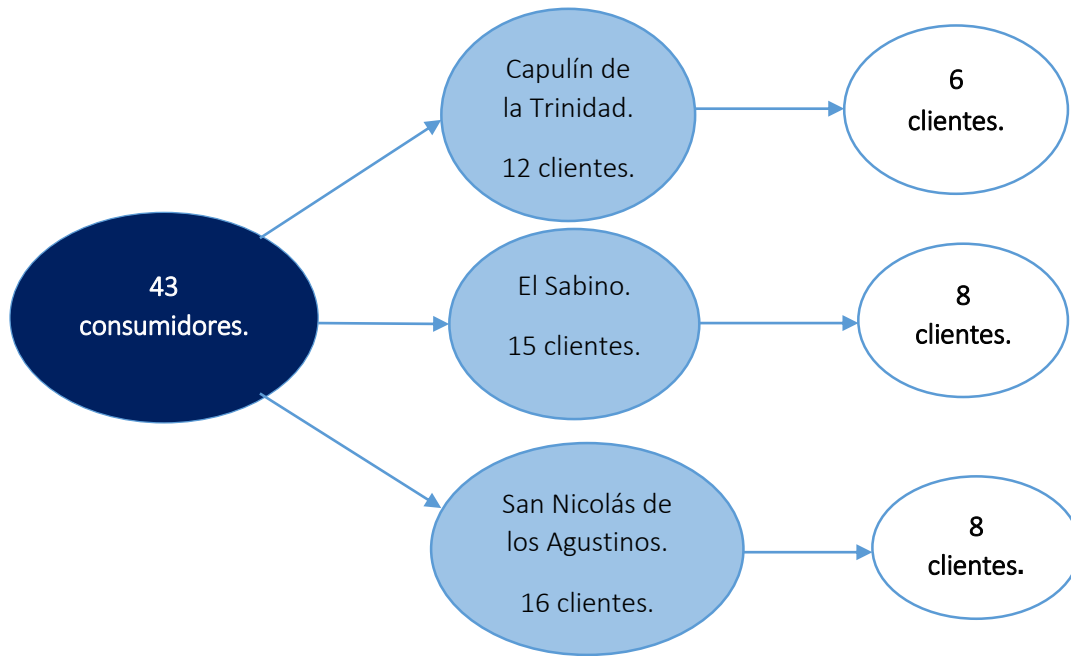 43
consumidores.
Capulín de
la Trinidad.
12 clientes.
6
clientes.
El Sabino.
15 clientes.
8
clientes.
San Nicolás de
los Agustinos.
16 clientes.
8
clientes.